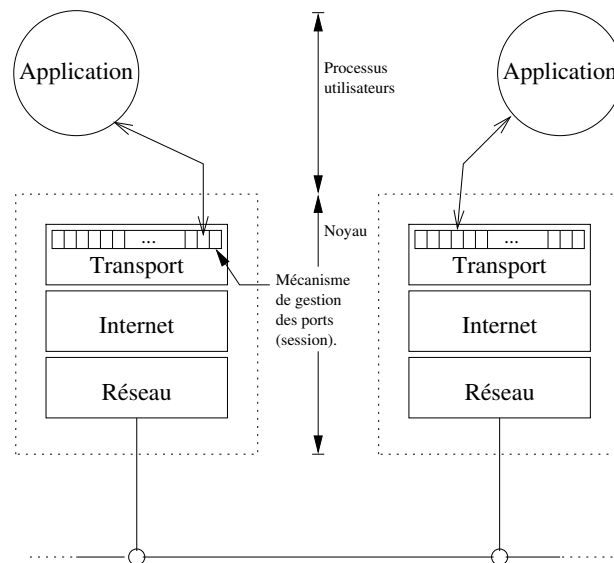 Application
Processus
utilisateurs
Application
Noyau
...
Transport
Mécanisme
de gestion
des ports
(session).
Internet
Réseau
...
Transport
Internet
Réseau